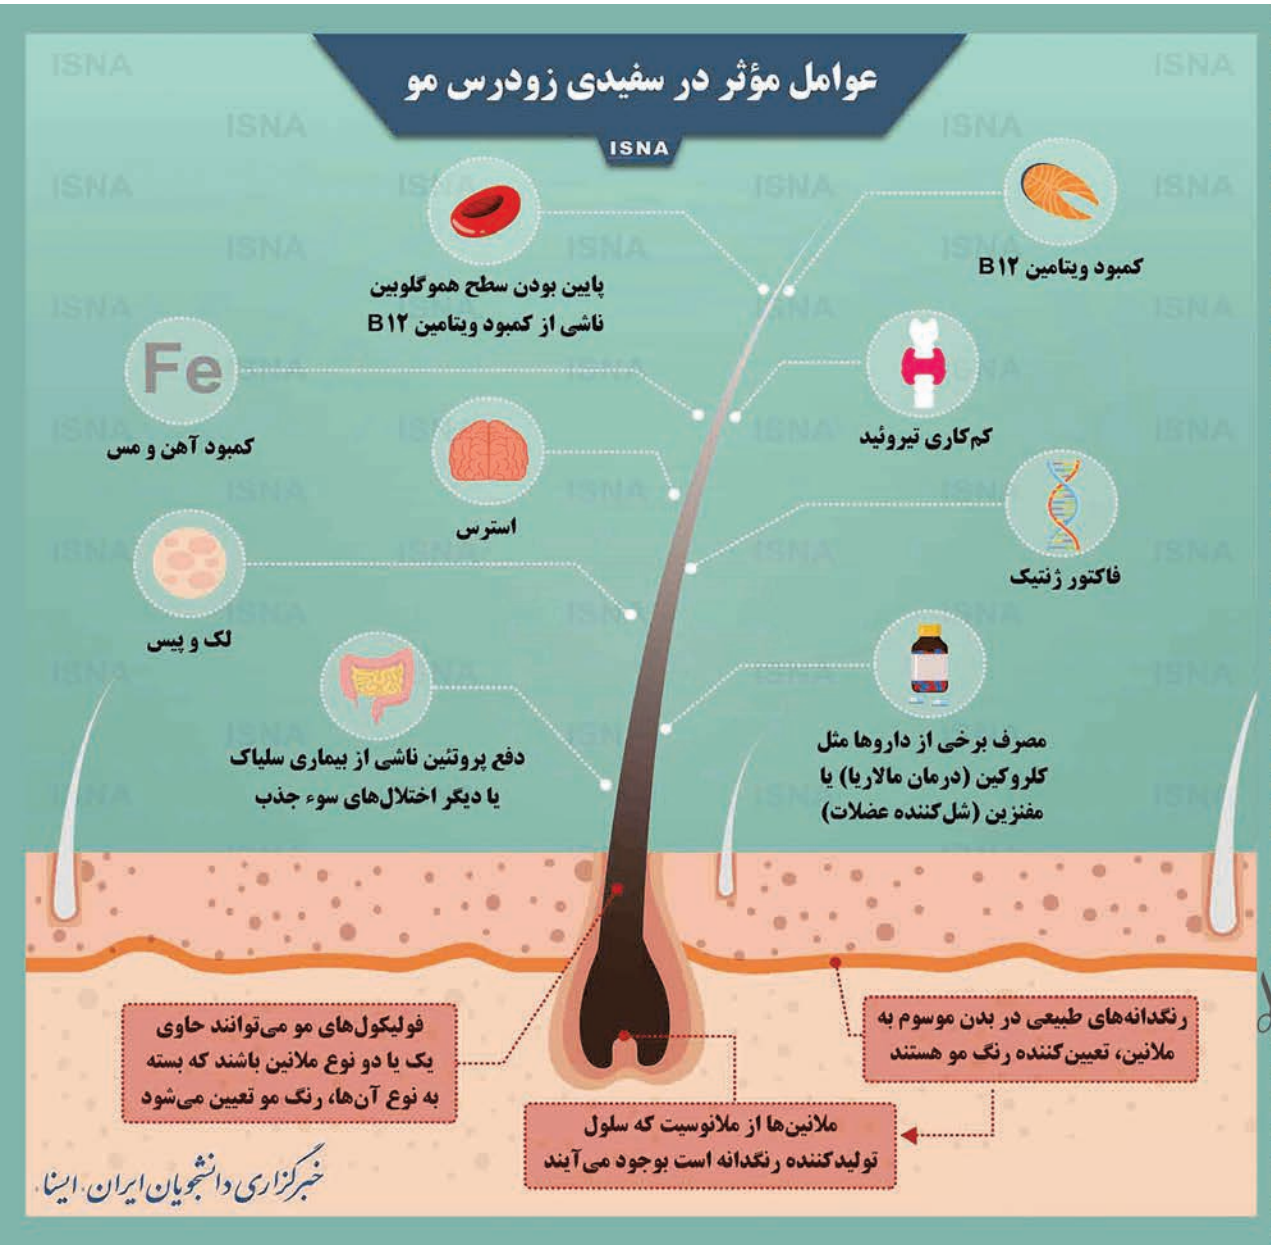 عوامل مؤثر در سفیدی زودرس مو
ISNA
کمبود ویتامین B۱۲
پایین بودن سطح هموگلوبین
ناشی از کمبود ویتامین B۱۲
کم‌کاری تیروئید
Fe
کمبود آهن و مس
استرس
فاکتور ژنتیک
لک و پیس
مصرف برخی از داروها مثل
کلروکین (درمان مالاریا) یا
مفنزین (شل‌کننده عضلات)
دفع پروتئین ناشی از بیماری سلیاک
یا دیگر اختلال‌های سوء جذب
رنگدانه‌های طبیعی در بدن موسوم به
ملانین، تعیین‌کننده رنگ مو هستند
فولیکول‌های مو می‌توانند حاوی
یک یا دو نوع ملانین باشند که بسته
به نوع آن‌ها، رنگ مو تعیین می‌شود
ملانین‌ها از ملانوسیت که سلول
تولیدکننده رنگدانه است بوجود می‌آیند
خبرگزاری دانشجویان ایران. ایسنا.